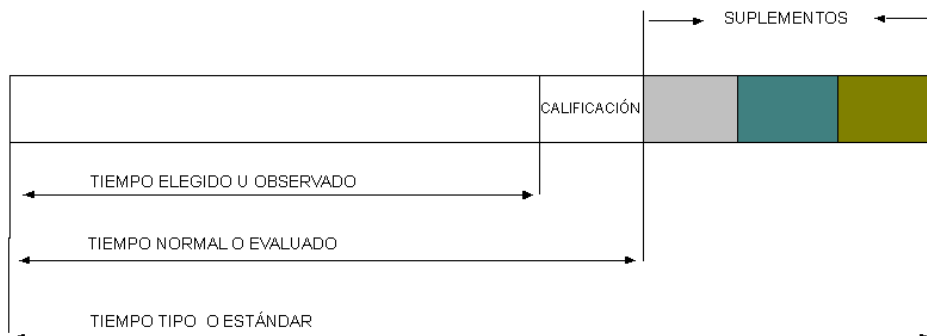 SUPLEMENTOS
CALIFICACIÓN
TIEMPO ELEGIDO U OBSERVADO
TIEMPO NORMAL O EVALUADO
TIEMPO TIPO O ESTÁNDAR